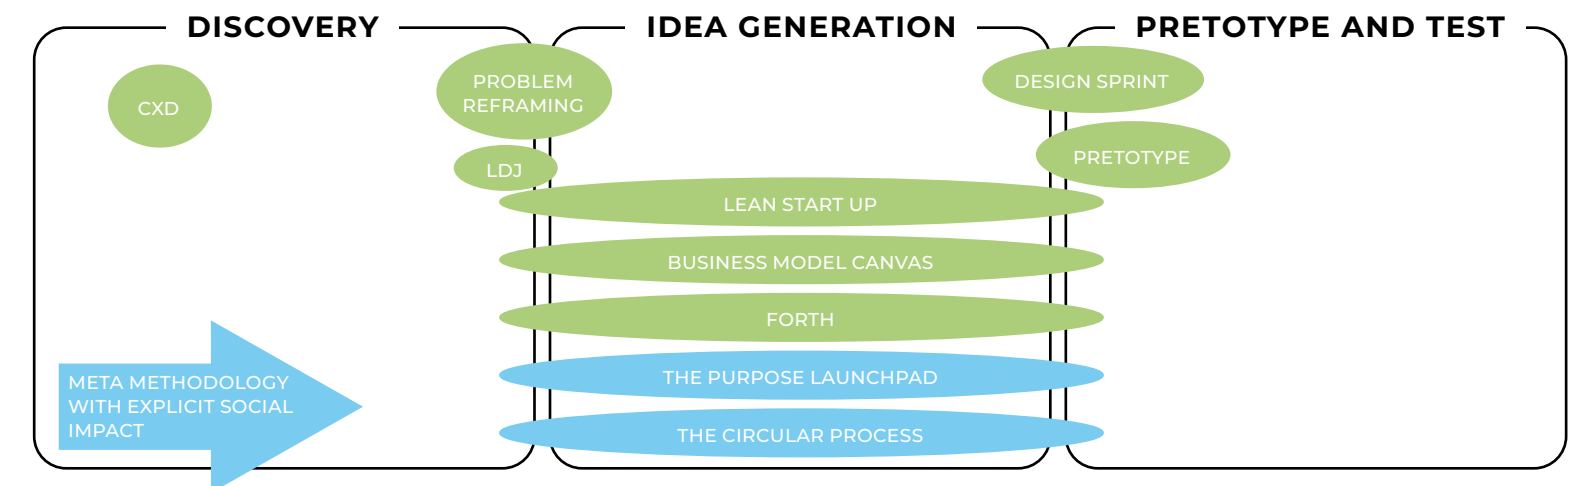 DISCOVERY
IDEA GENERATION
PRETOTYPE AND TEST
CXD
PROBLEM
REFRAMING
DESIGN SPRINT
PRETOTYPE
LDJ
LEAN START UP
BUSINESS MODEL CANVAS
FORTH
THE PURPOSE LAUNCHPAD
THE CIRCULAR PROCESS
META METHODOLOGY
WITH EXPLICIT SOCIAL
IMPACT